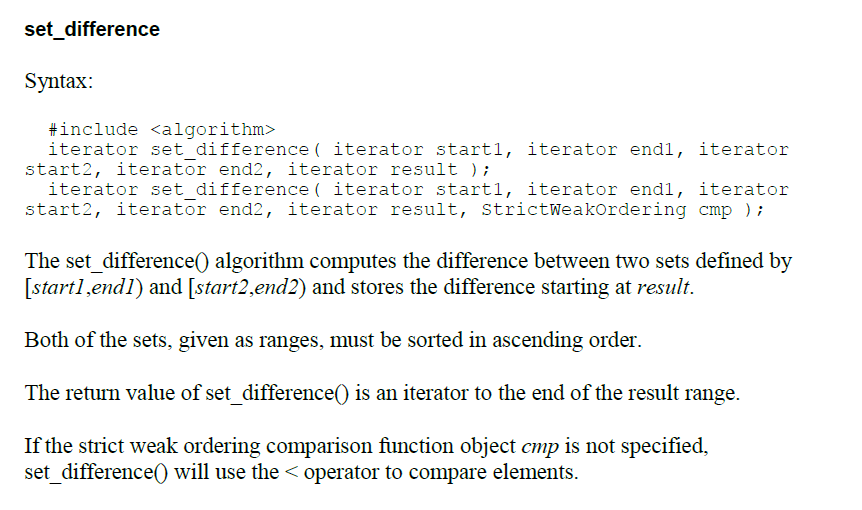 set_difference
Syntax:
#include <algorithm>
iterator set_difference( iterator start1, iterator end1, iterator
start2, iterator end2, iterator result );
iterator set_difference( iterator start1, iterator end1, iterator
start2, iterator end2, iterator result, StrictWeakOrdering cmp );
The set_difference() algorithm computes the difference between two sets defined by
[start1,end1) and [start2,end2) and stores the difference starting at result.
Both of the sets, given as ranges, must be sorted in ascending order.
The return value of set_difference() is an iterator to the end of the result range.
If the strict weak ordering comparison function object cmp is not specified,
set_difference() will use the < operator to compare elements.